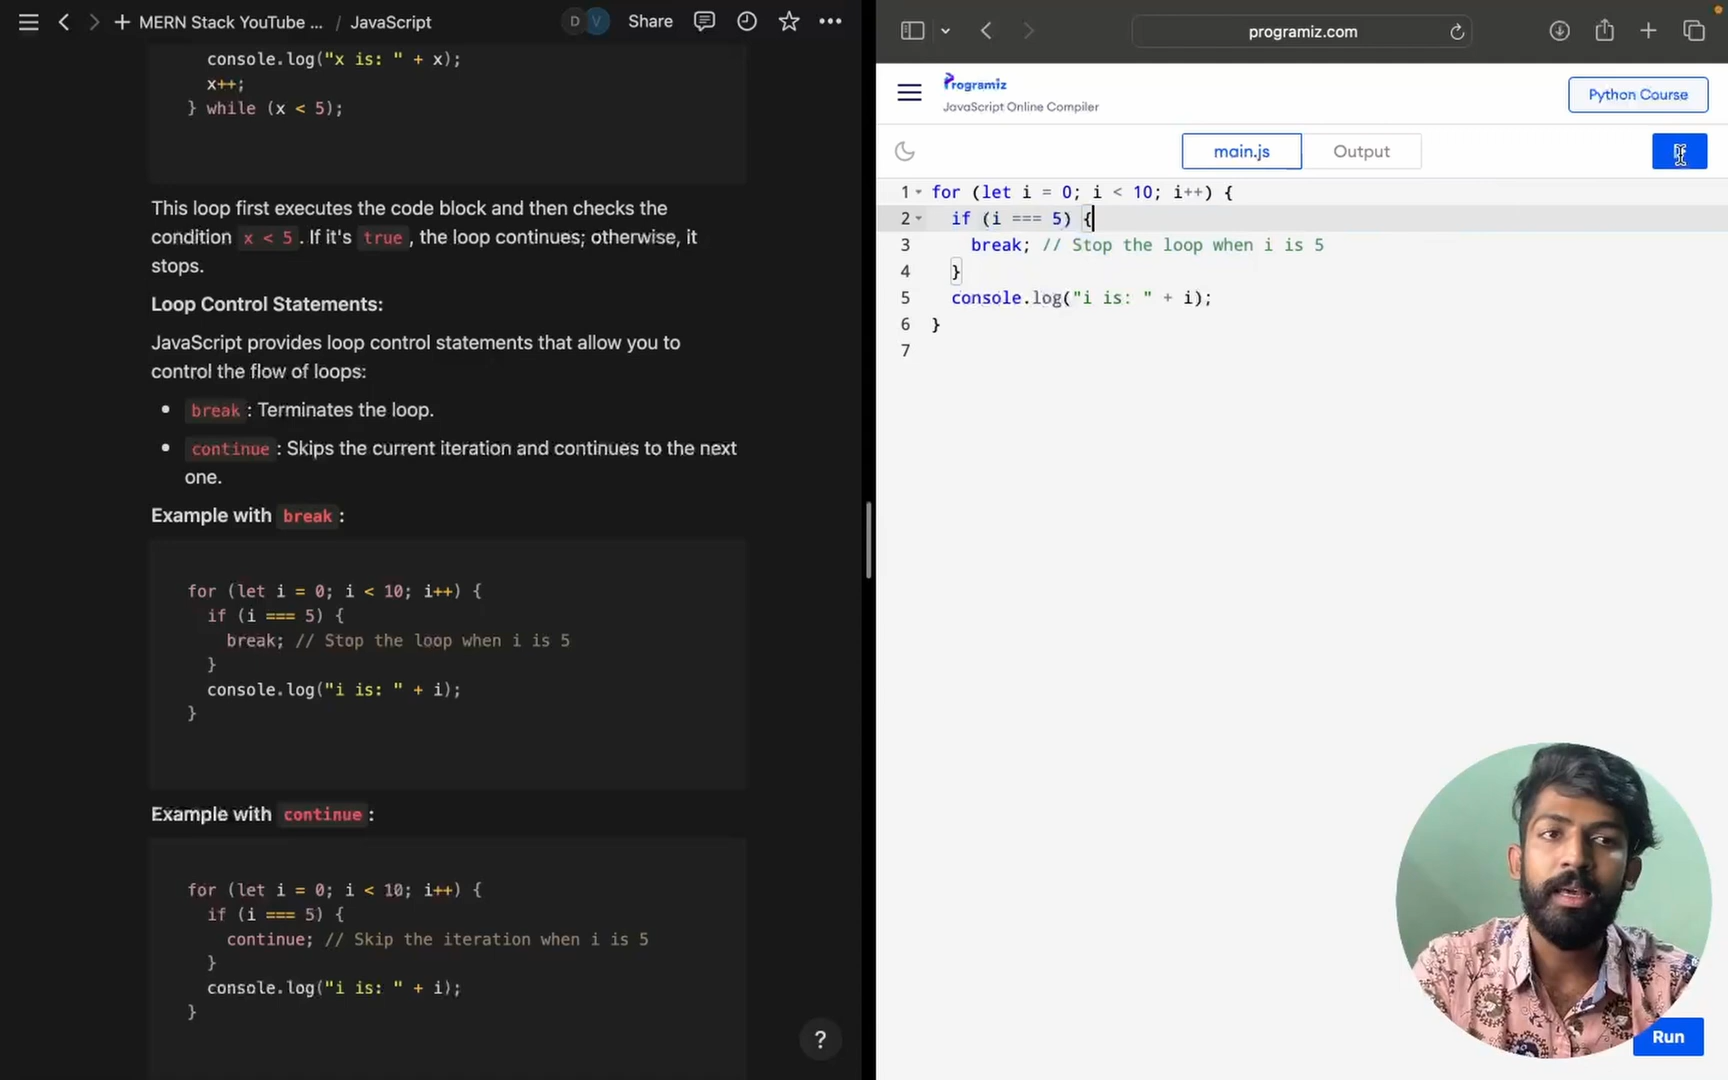 MERN Stack YouTube ... / JavaScript
D V Share
console.log("x is: " + x);
x++;
} while (x < 5);
This loop first executes the code block and then checks the
condition x < 5 . If it's true , the loop continues; otherwise, it
stops.
Loop Control Statements:
JavaScript provides loop control statements that allow you to
control the flow of loops:
• break : Terminates the loop.
• continue : Skips the current iteration and continues to the next
one.
Example with break :
for (let i = 0; i < 10; i++) {
if (i === 5) {
break; // Stop the loop when i is 5
}
console.log("i is: " + i);
}
Example with continue :
for (let i = 0; i < 10; i++) {
if (i === 5) {
continue; // Skip the iteration when i is 5
}
console.log("i is: " + i);
}
?
programiz.com
Programiz
JavaScript Online Compiler
Python Course
main.js
Output
1 for (let i = 0; i < 10; i++) {
2 if (i === 5) {
3 break; // Stop the loop when i is 5
4 }
5 console.log("i is: " + i);
6 }
7
Run